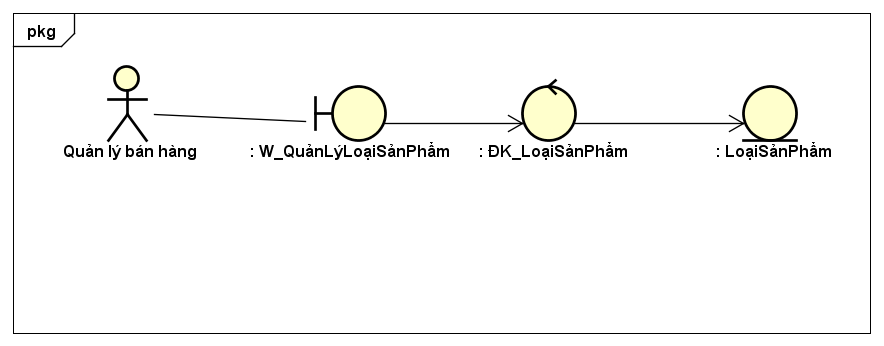 pkg
Quản lý bán hàng
: W_QuảnLýLoạiSảnPhẩm
: ĐK_LoạiSảnPhẩm
: LoạiSảnPhẩm